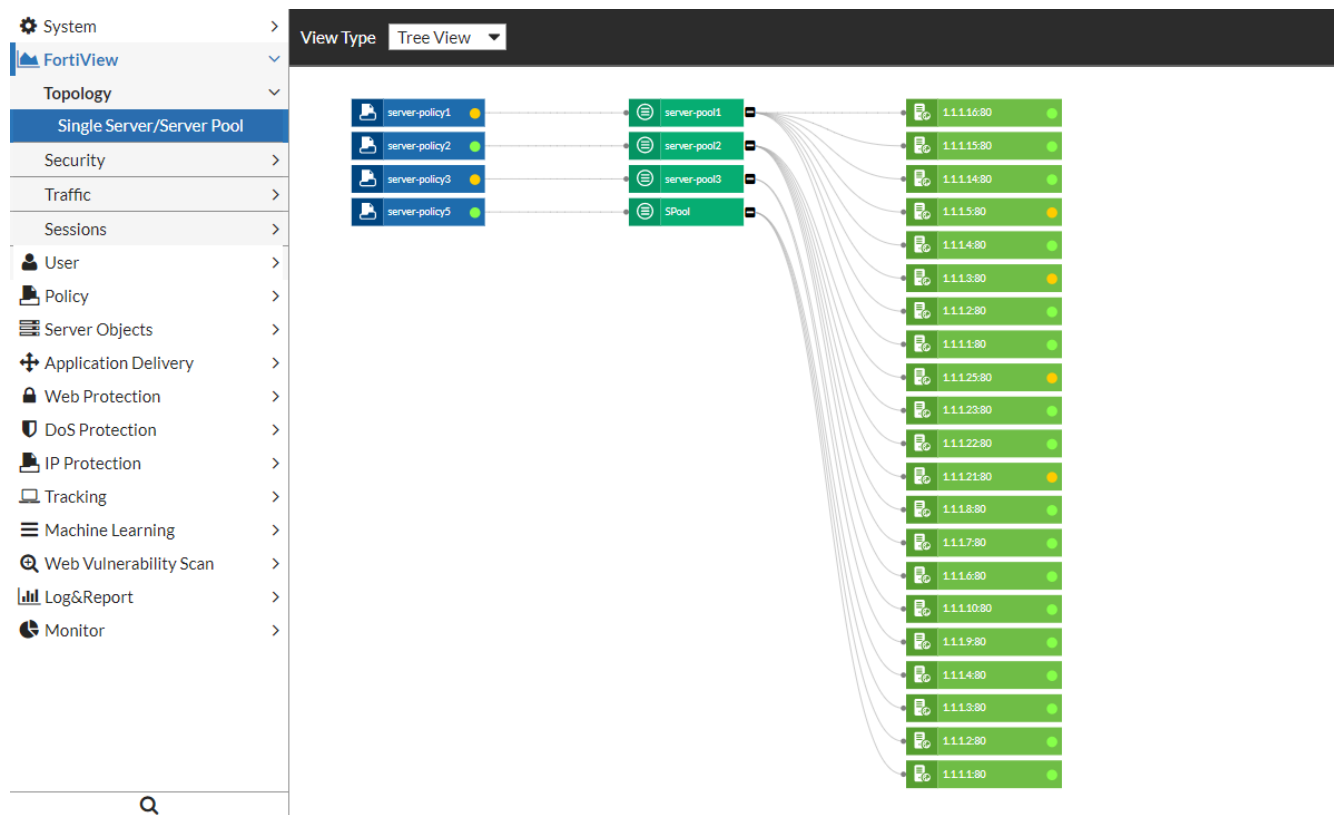 System
FortiView
Topology
Single Server/Server Pool
Security
Traffic
Sessions
User
Policy
Server Objects
Application Delivery
Web Protection
DoS Protection
IP Protection
Tracking
Machine Learning
Web Vulnerability Scan
Log&Report
Monitor
View Type Tree View
server-policy1 server-pool1 1.1.1.16:80
server-policy2 server-pool2 1.1.1.15:80
server-policy3 server-pool3 1.1.1.14:80
server-policy5 SPool 1.1.1.5:80
1.1.1.4:80
1.1.1.3:80
1.1.1.2:80
1.1.1.1:80
1.1.1.25:80
1.1.1.23:80
1.1.1.22:80
1.1.1.21:80
1.1.1.8:80
1.1.1.7:80
1.1.1.6:80
1.1.1.10:80
1.1.1.9:80
1.1.1.4:80
1.1.1.3:80
1.1.1.2:80
1.1.1.1:80